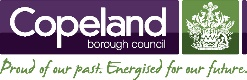 Copeland
borough council
Proud of our past. Energised for our future.